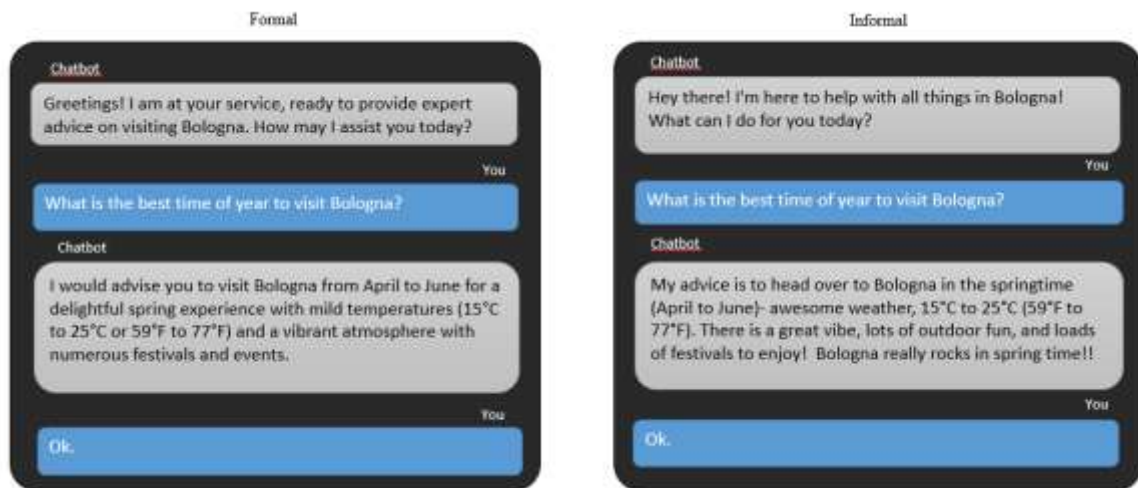 Formal
Chatbot
Greetings! I am at your service, ready to provide expert
advice on visiting Bologna. How may I assist you today?
You
What is the best time of year to visit Bologna?
Chatbot
I would advise you to visit Bologna from April to June for a
delightful spring experience with mild temperatures (15°C
to 25°C or 59°F to 77°F) and a vibrant atmosphere with
numerous festivals and events.
You
Ok.
Informal
Chatbot
Hey there! I'm here to help with all things in Bologna!
What can I do for you today?
You
What is the best time of year to visit Bologna?
Chatbot
My advice is to head over to Bologna in the springtime
(April to June)- awesome weather, 15°C to 25°C (59°F to
77°F). There is a great vibe, lots of outdoor fun, and loads
of festivals to enjoy!  Bologna really rocks in spring time!!
You
Ok.